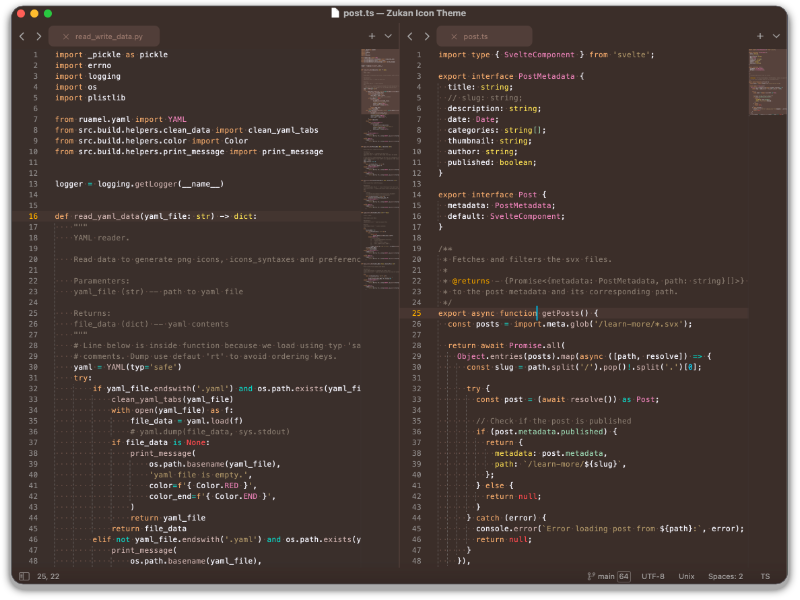 post.ts — Zukan Icon Theme
read_write_data.py
1 import _pickle as pickle
2 import errno
3 import logging
4 import os
5 import plistlib
6
7 from ruamel.yaml import YAML
8 from src.build.helpers.clean_data import clean_yaml_tabs
9 from src.build.helpers.color import Color
10 from src.build.helpers.print_message import print_message
11
12
13 logger = logging.getLogger(__name__)
14
15
16 def read_yaml_data(yaml_file: str) -> dict:
17 """
18 YAML reader.
19
20 Read data to generate png icons, icons_syntaxes and preferenc
21
22 Paramenters:
23 yaml_file (str) -- path to yaml file
24
25 Returns:
26 file_data (dict) -- yaml contents
27 """
28 # Line below is inside function because we load using typ 'sa
29 # comments. Dump use defaut 'rt' to avoid ordering keys.
30 yaml = YAML(typ='safe')
31 try:
32 if yaml_file.endswith('.yaml') and os.path.exists(yaml_fi
33 clean_yaml_tabs(yaml_file)
34 with open(yaml_file) as f:
35 file_data = yaml.load(f)
36 # yaml.dump(file_data, sys.stdout)
37 if file_data is None:
38 print_message(
39 os.path.basename(yaml_file),
40 'yaml file is empty.',
41 color=f'{ Color.RED }',
42 color_end=f'{ Color.END }',
43 )
44 return yaml_file
45 return file_data
46 elif not yaml_file.endswith('.yaml') and os.path.exists(y
47 print_message(
48 os.path.basename(yaml_file),
post.ts
1 import type { SvelteComponent } from 'svelte';
2
3 export interface PostMetadata {
4 title: string;
5 // slug: string;
6 description: string;
7 date: Date;
8 categories: string[];
9 thumbnail: string;
10 author: string;
11 published: boolean;
12 }
13
14 export interface Post {
15 metadata: PostMetadata;
16 default: SvelteComponent;
17 }
18
19 /**
20 * Fetches and filters the svx files.
21 *
22 * @returns - {Promise<{metadata: PostMetadata, path: string}[]>}
23 * to the post metadata and its corresponding path.
24 */
25 export async function getPosts() {
26 const posts = import.meta.glob('/learn-more/*.svx');
27
28 return await Promise.all(
29 Object.entries(posts).map(async ([path, resolve]) => {
30 const slug = path.split('/').pop()!.split('.')[0];
31
32 try {
33 const post = (await resolve()) as Post;
34
35 // Check if the post is published
36 if (post.metadata.published) {
37 return {
38 metadata: post.metadata,
39 path: `/learn-more/${slug}`,
40 };
41 } else {
42 return null;
43 }
44 } catch (error) {
45 console.error(`Error loading post from ${path}:`, error);
46 return null;
47 }
48 }),
25, 22
main 64 UTF-8 Unix Spaces: 2 TS